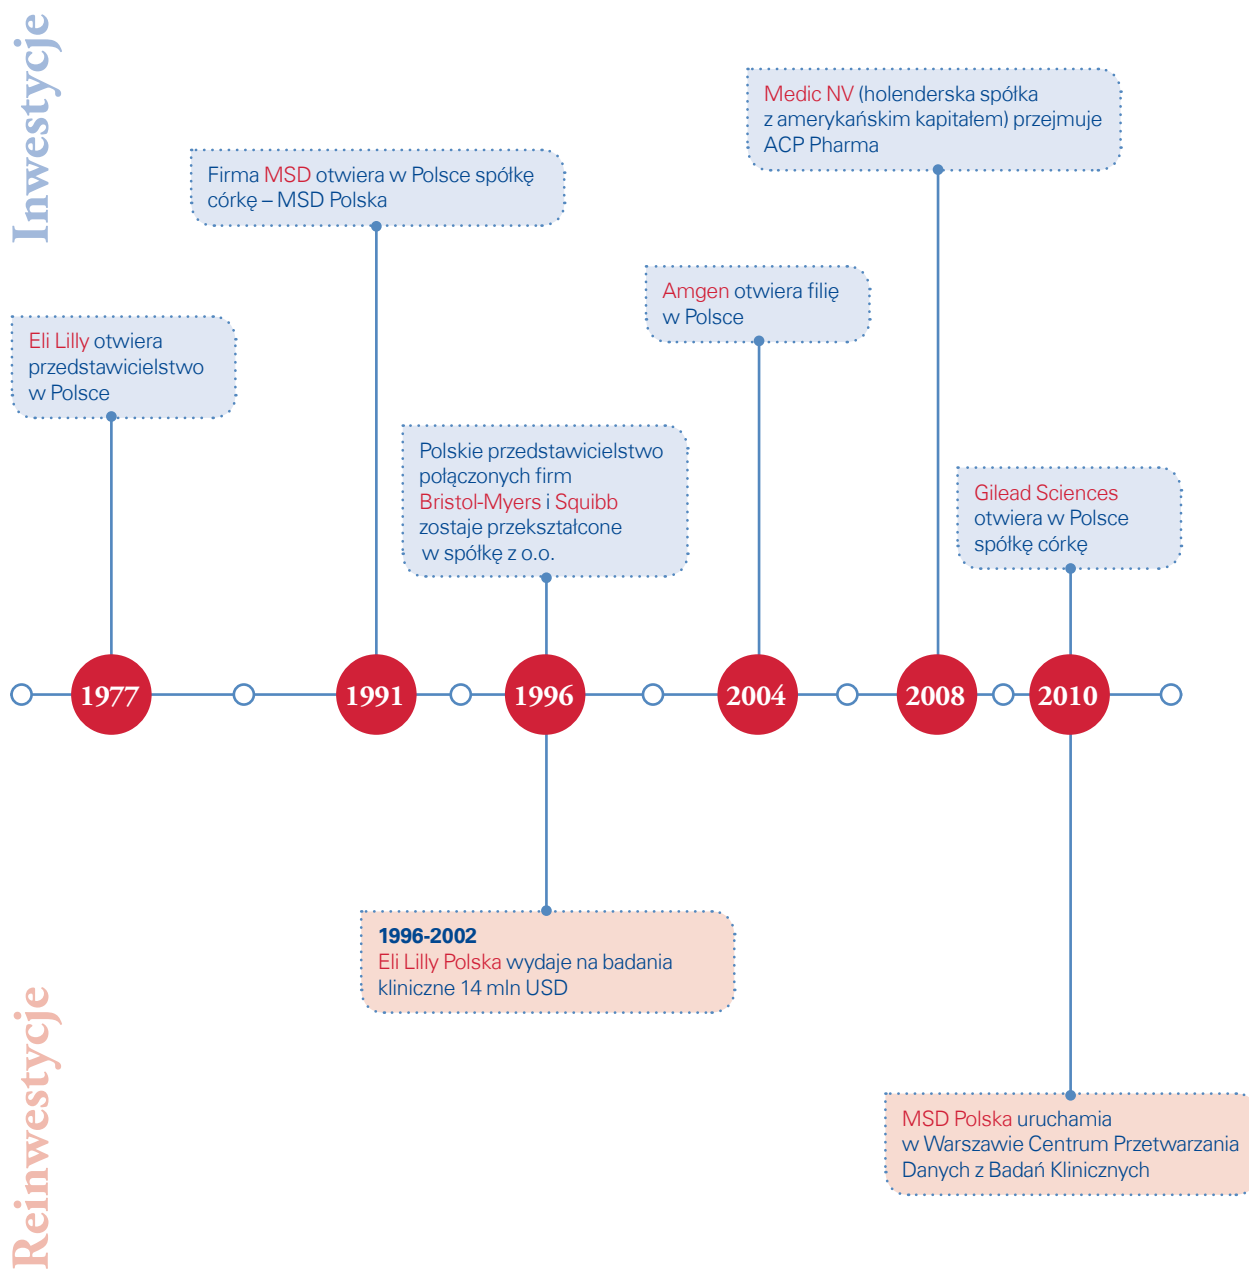 Inwestycje
Medic NV (holenderska spółka
z amerykańskim kapitałem) przejmuje
ACP Pharma
Firma MSD otwiera w Polsce spółkę
córkę – MSD Polska
Amgen otwiera filię
w Polsce
Eli Lilly otwiera
przedstawicielstwo
w Polsce
Polskie przedstawicielstwo
połączonych firm
Bristol-Myers i Squibb
zostaje przekształcone
w spółkę z o.o.
Gilead Sciences
otwiera w Polsce
spółkę córkę
1977
1991
1996
2004
2008
2010
1996-2002
Eli Lilly Polska wydaje na badania
kliniczne 14 mln USD
Reinwestycje
MSD Polska uruchamia
w Warszawie Centrum Przetwarzania
Danych z Badań Klinicznych